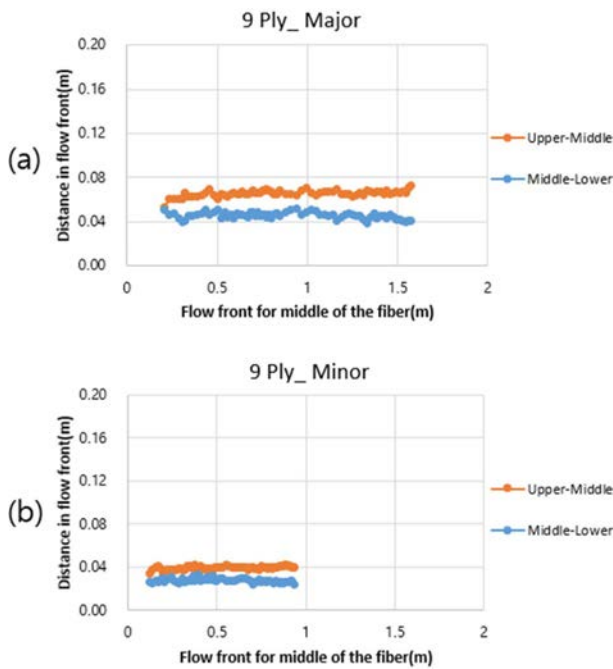 9 Ply_ Major
(a)
Distance in flow front(m)
0.20
0.16
0.12
0.08
0.04
0.00
0
0.5
1
1.5
2
Flow front for middle of the fiber(m)
Upper-Middle
Middle-Lower
9 Ply_ Minor
(b)
Distance in flow front(m)
0.20
0.16
0.12
0.08
0.04
0.00
0
0.5
1
1.5
2
Flow front for middle of the fiber(m)
Upper-Middle
Middle-Lower